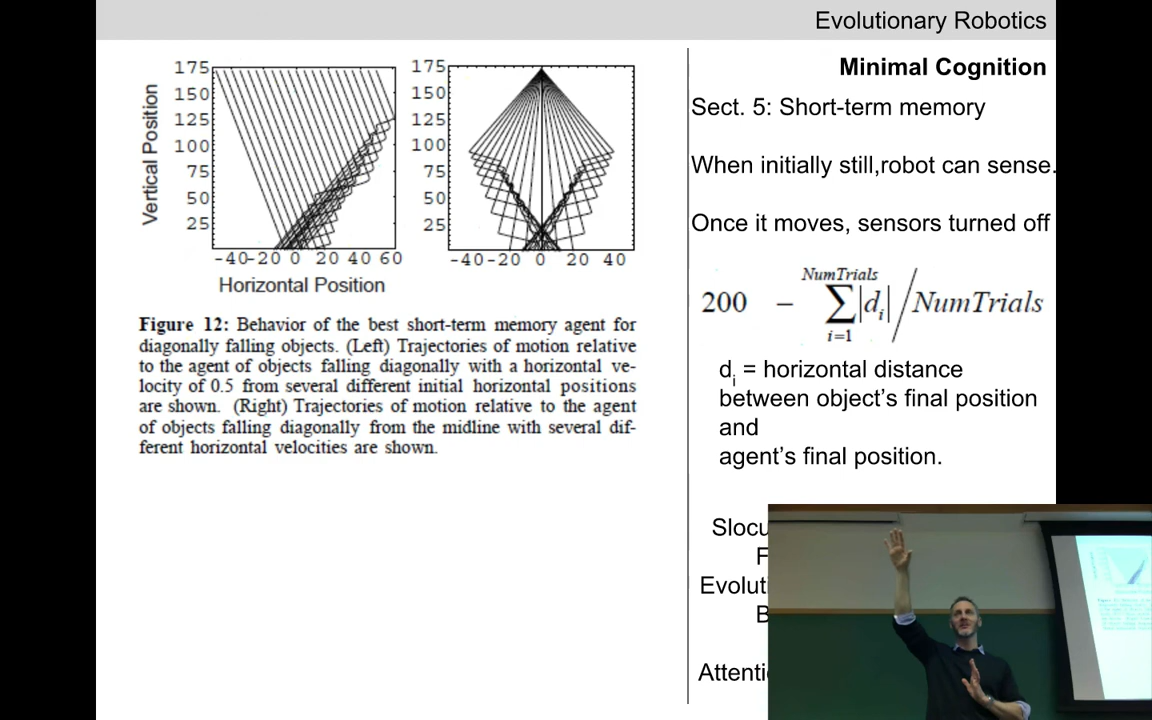 Evolutionary Robotics
175
150
125
100
75
50
25
-40-20 0 20 40 60
Vertical Position
Horizontal Position
175
150
125
100
75
50
25
-40-20 0 20 40
Figure 12: Behavior of the best short-term memory agent for
diagonally falling objects. (Left) Trajectories of motion relative
to the agent of objects falling diagonally with a horizontal ve-
locity of 0.5 from several different initial horizontal positions
are shown. (Right) Trajectories of motion relative to the agent
of objects falling diagonally from the midline with several dif-
ferent horizontal velocities are shown.
Minimal Cognition
Sect. 5: Short-term memory
When initially still,robot can sense.
Once it moves, sensors turned off
200 − NumTrials ∑ i=1 |di| / NumTrials
di = horizontal distance
between object's final position
and
agent's final position.
Slocu
F
Evoluti
B
Attenti